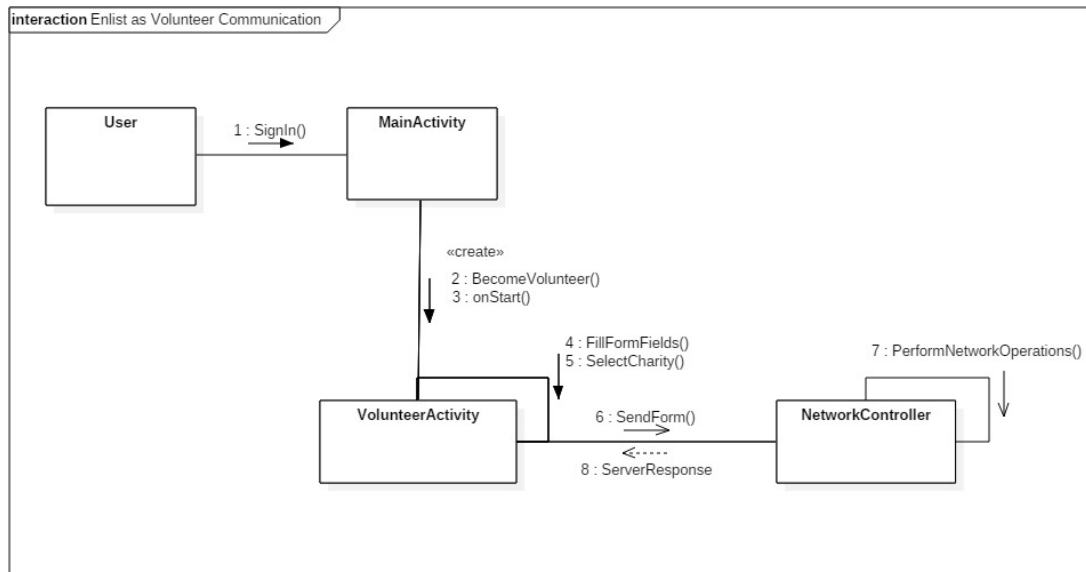 interaction Enlist as Volunteer Communication
User
MainActivity
1 : SignIn()
«create»
2 : BecomeVolunteer()
3 : onStart()
4 : FillFormFields()
5 : SelectCharity()
7 : PerformNetworkOperations()
VolunteerActivity
6 : SendForm()
NetworkController
8 : ServerResponse